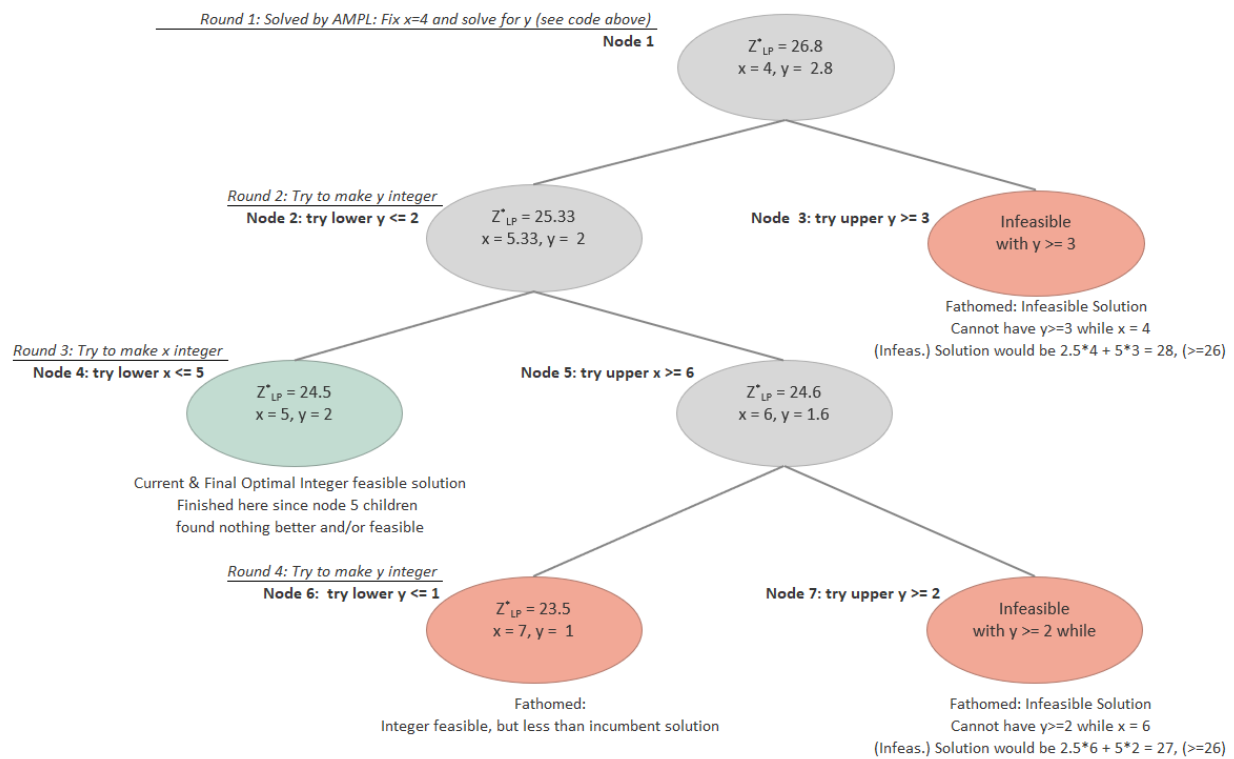 Round 1: Solved by AMPL: Fix x=4 and solve for y (see code above)
Node 1
Z*LP = 26.8
x = 4, y =  2.8
Round 2: Try to make y integer
Node 2: try lower y <= 2
Z*LP = 25.33
x = 5.33, y =  2
Node  3: try upper y >= 3
Infeasible
with y >= 3
Fathomed: Infeasible Solution
Cannot have y>=3 while x = 4
(Infeas.) Solution would be 2.5*4 + 5*3 = 28, (>=26)
Round 3: Try to make x integer
Node 4: try lower x <= 5
Z*LP = 24.5
x = 5, y = 2
Current & Final Optimal Integer feasible solution
Finished here since node 5 children
found nothing better and/or feasible
Node 5: try upper x >= 6
Z*LP = 24.6
x = 6, y = 1.6
Round 4: Try to make y integer
Node 6:  try lower y <= 1
Z*LP = 23.5
x = 7, y =  1
Fathomed:
Integer feasible, but less than incumbent solution
Node 7: try upper y >= 2
Infeasible
with y >= 2 while
Fathomed: Infeasible Solution
Cannot have y>=2 while x = 6
(Infeas.) Solution would be 2.5*6 + 5*2 = 27, (>=26)